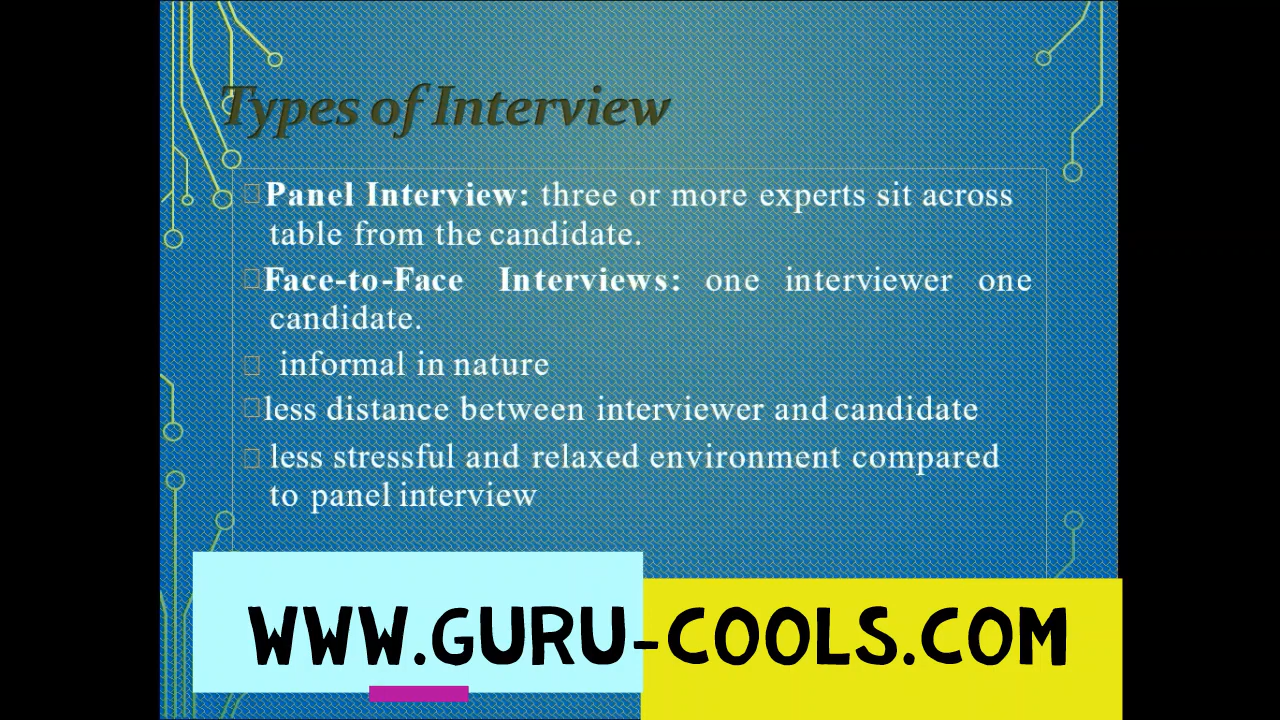 Types of Interview
Panel Interview: three or more experts sit across
table from the candidate.
Face-to-Face Interviews: one interviewer one
candidate.
informal in nature
less distance between interviewer and candidate
less stressful and relaxed environment compared
to panel interview
WWW.GURU-COOLS.COM